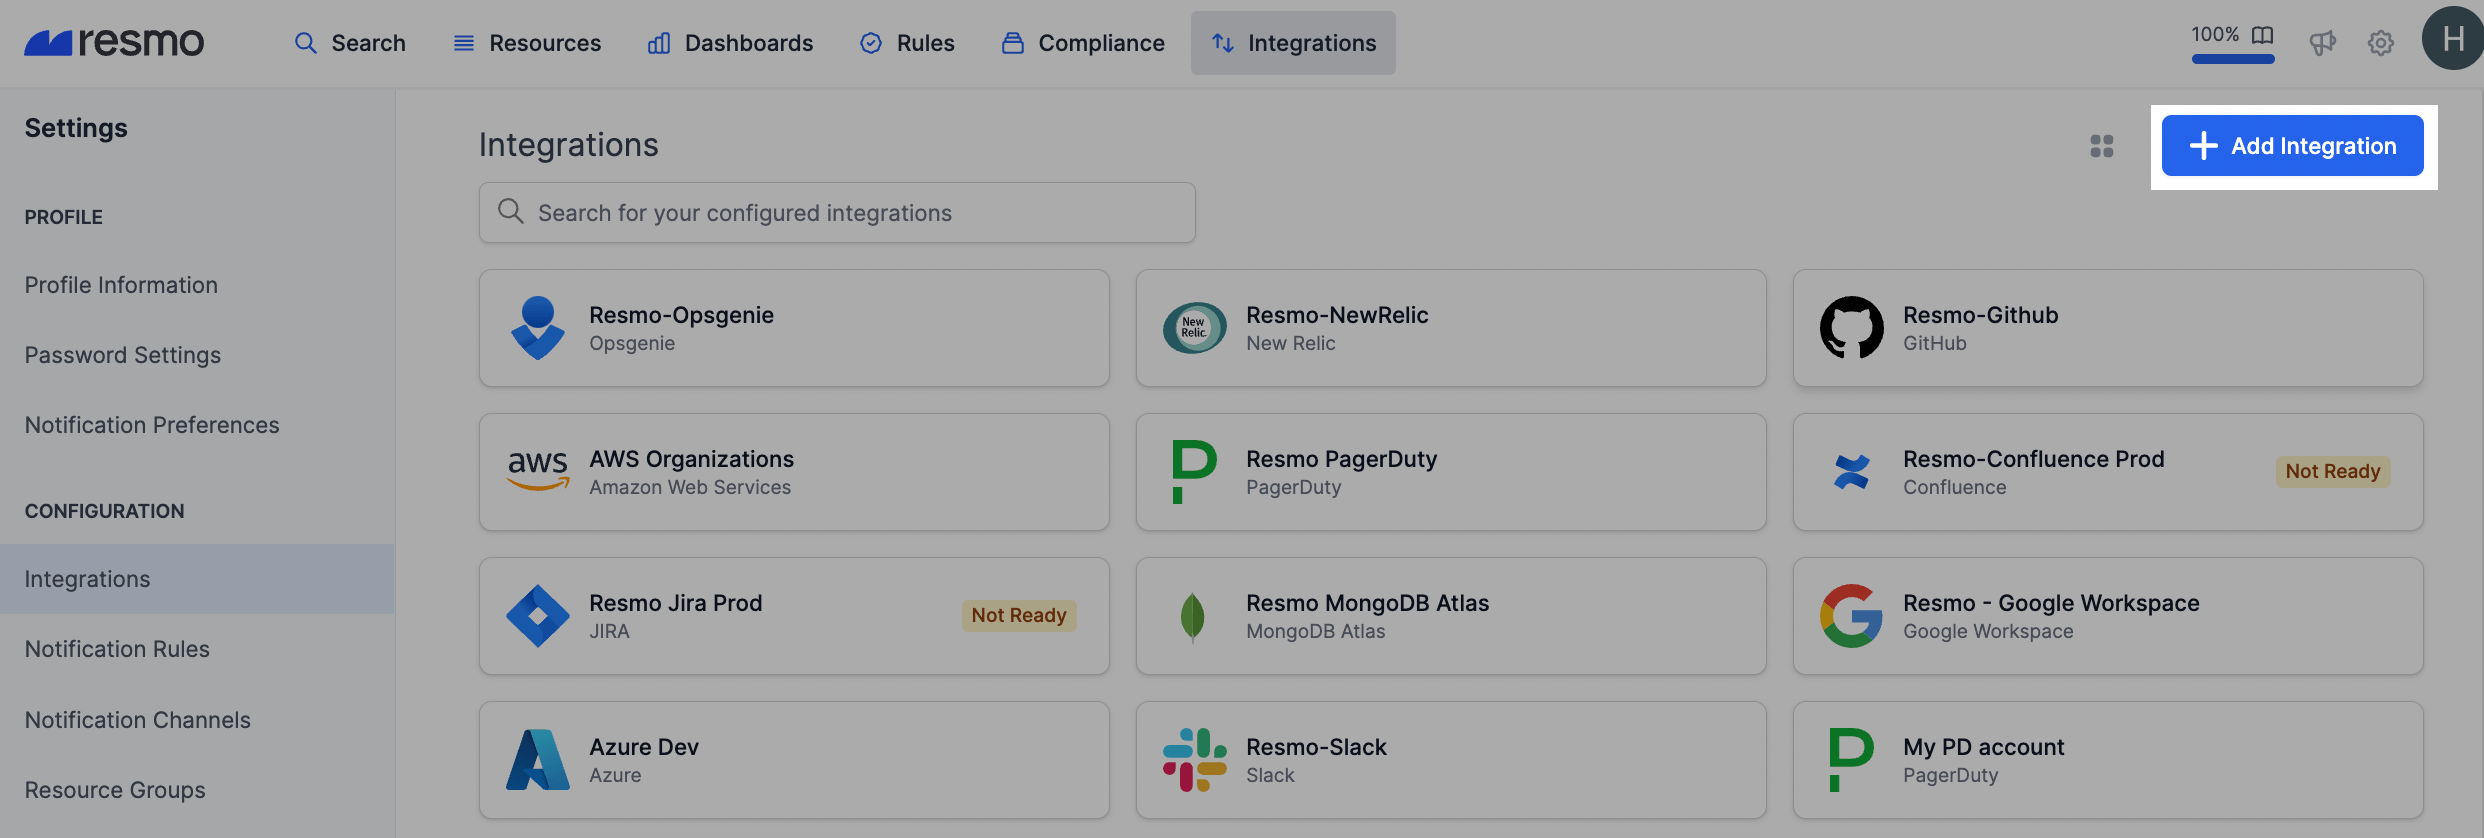 resmo
Search
Resources
Dashboards
Rules
Compliance
Integrations
100%
H
Settings
PROFILE
Profile Information
Password Settings
Notification Preferences
CONFIGURATION
Integrations
Notification Rules
Notification Channels
Resource Groups
Integrations
Add Integration
Search for your configured integrations
Resmo-Opsgenie
Opsgenie
New
Relic.
Resmo-NewRelic
New Relic
Resmo-Github
GitHub
aws
AWS Organizations
Amazon Web Services
Resmo PagerDuty
PagerDuty
Resmo-Confluence Prod
Confluence
Not Ready
Resmo Jira Prod
JIRA
Not Ready
Resmo MongoDB Atlas
MongoDB Atlas
Resmo - Google Workspace
Google Workspace
Azure Dev
Azure
Resmo-Slack
Slack
My PD account
PagerDuty